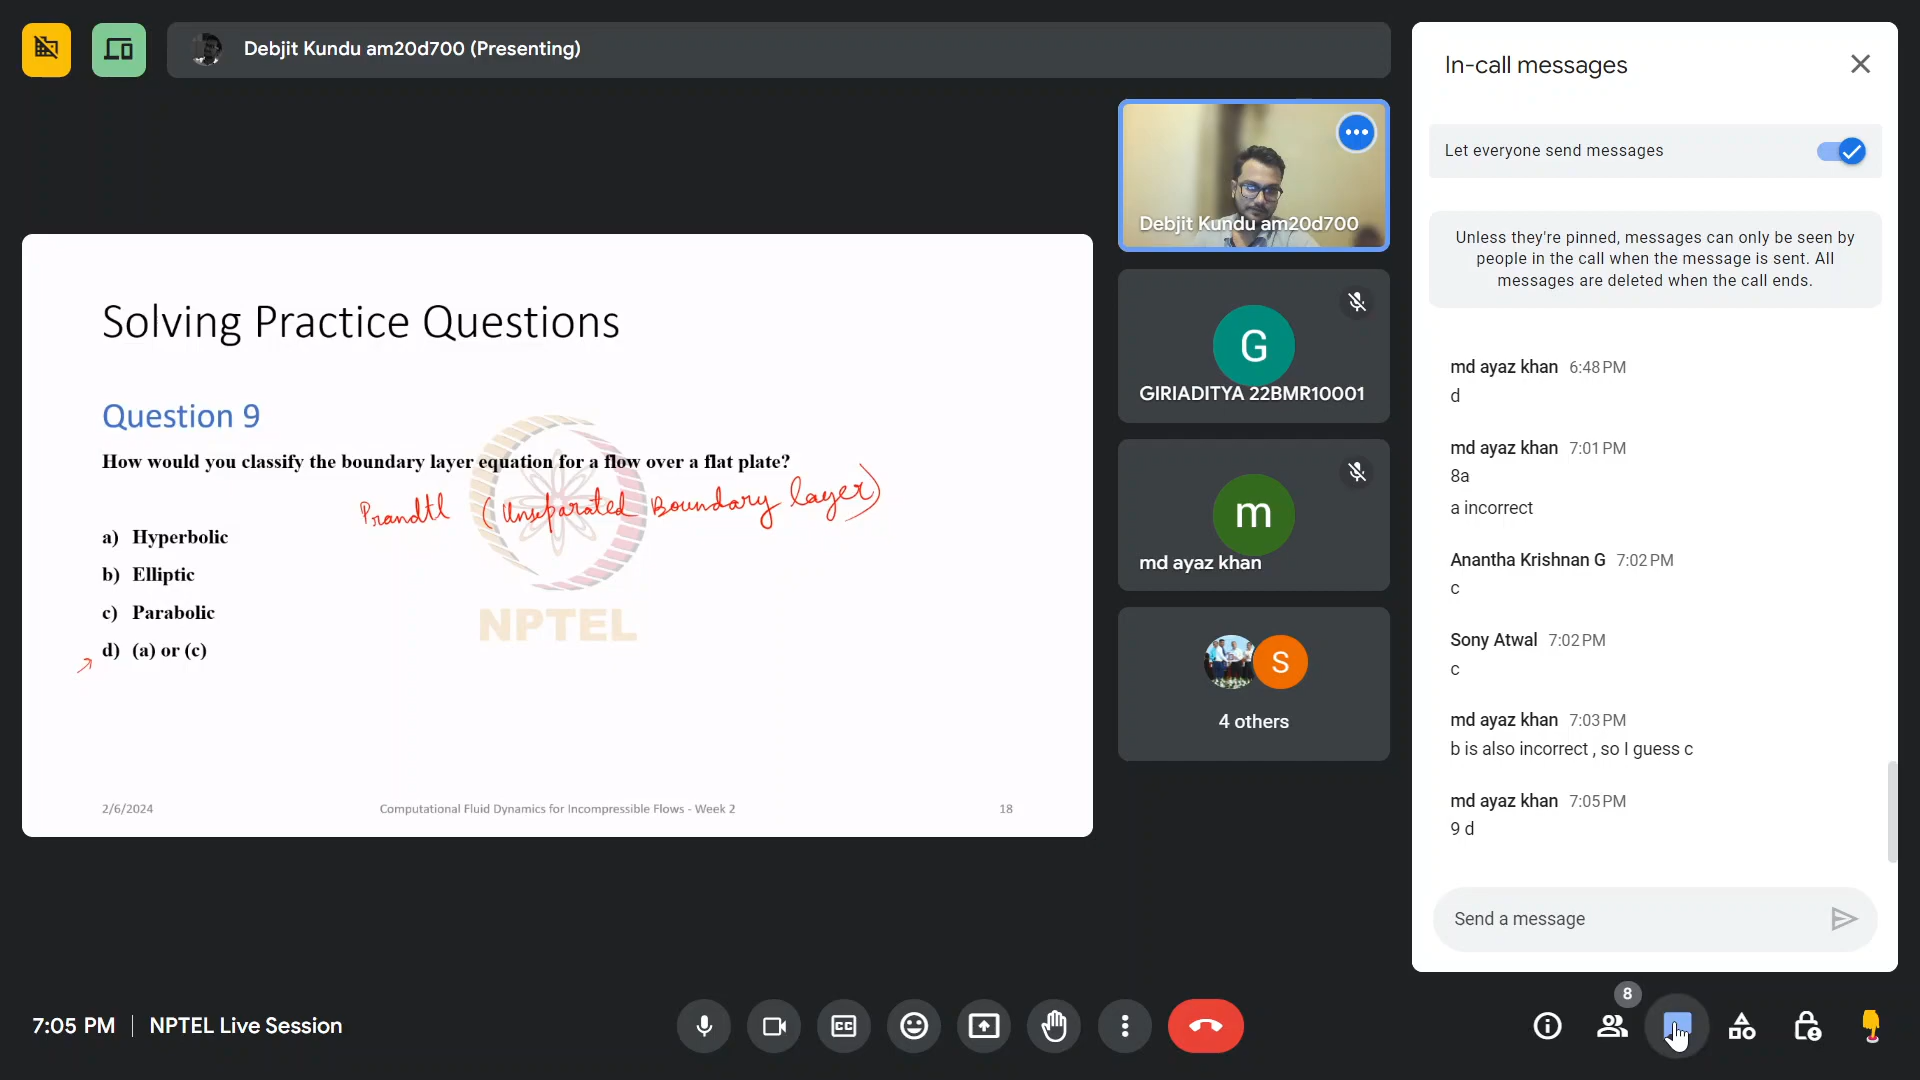 Debjit Kundu am20d700 (Presenting)
Solving Practice Questions
Question 9
How would you classify the boundary layer equation for a flow over a flat plate?
Prandtl (Unseparated Boundary layer)
a) Hyperbolic
b) Elliptic
c) Parabolic
d) (a) or (c)
NPTEL
2/6/2024 Computational Fluid Dynamics for Incompressible Flows - Week 2 18
Debjit Kundu am20d700
G
GIRIADITYA 22BMR10001
m
md ayaz khan
S
4 others
In-call messages
Let everyone send messages
Unless they're pinned, messages can only be seen by
people in the call when the message is sent. All
messages are deleted when the call ends.
md ayaz khan 6:48 PM
d
md ayaz khan 7:01 PM
8a
a incorrect
Anantha Krishnan G 7:02 PM
c
Sony Atwal 7:02 PM
c
md ayaz khan 7:03 PM
b is also incorrect , so I guess c
md ayaz khan 7:05 PM
9 d
Send a message
7:05 PM | NPTEL Live Session
CC
8